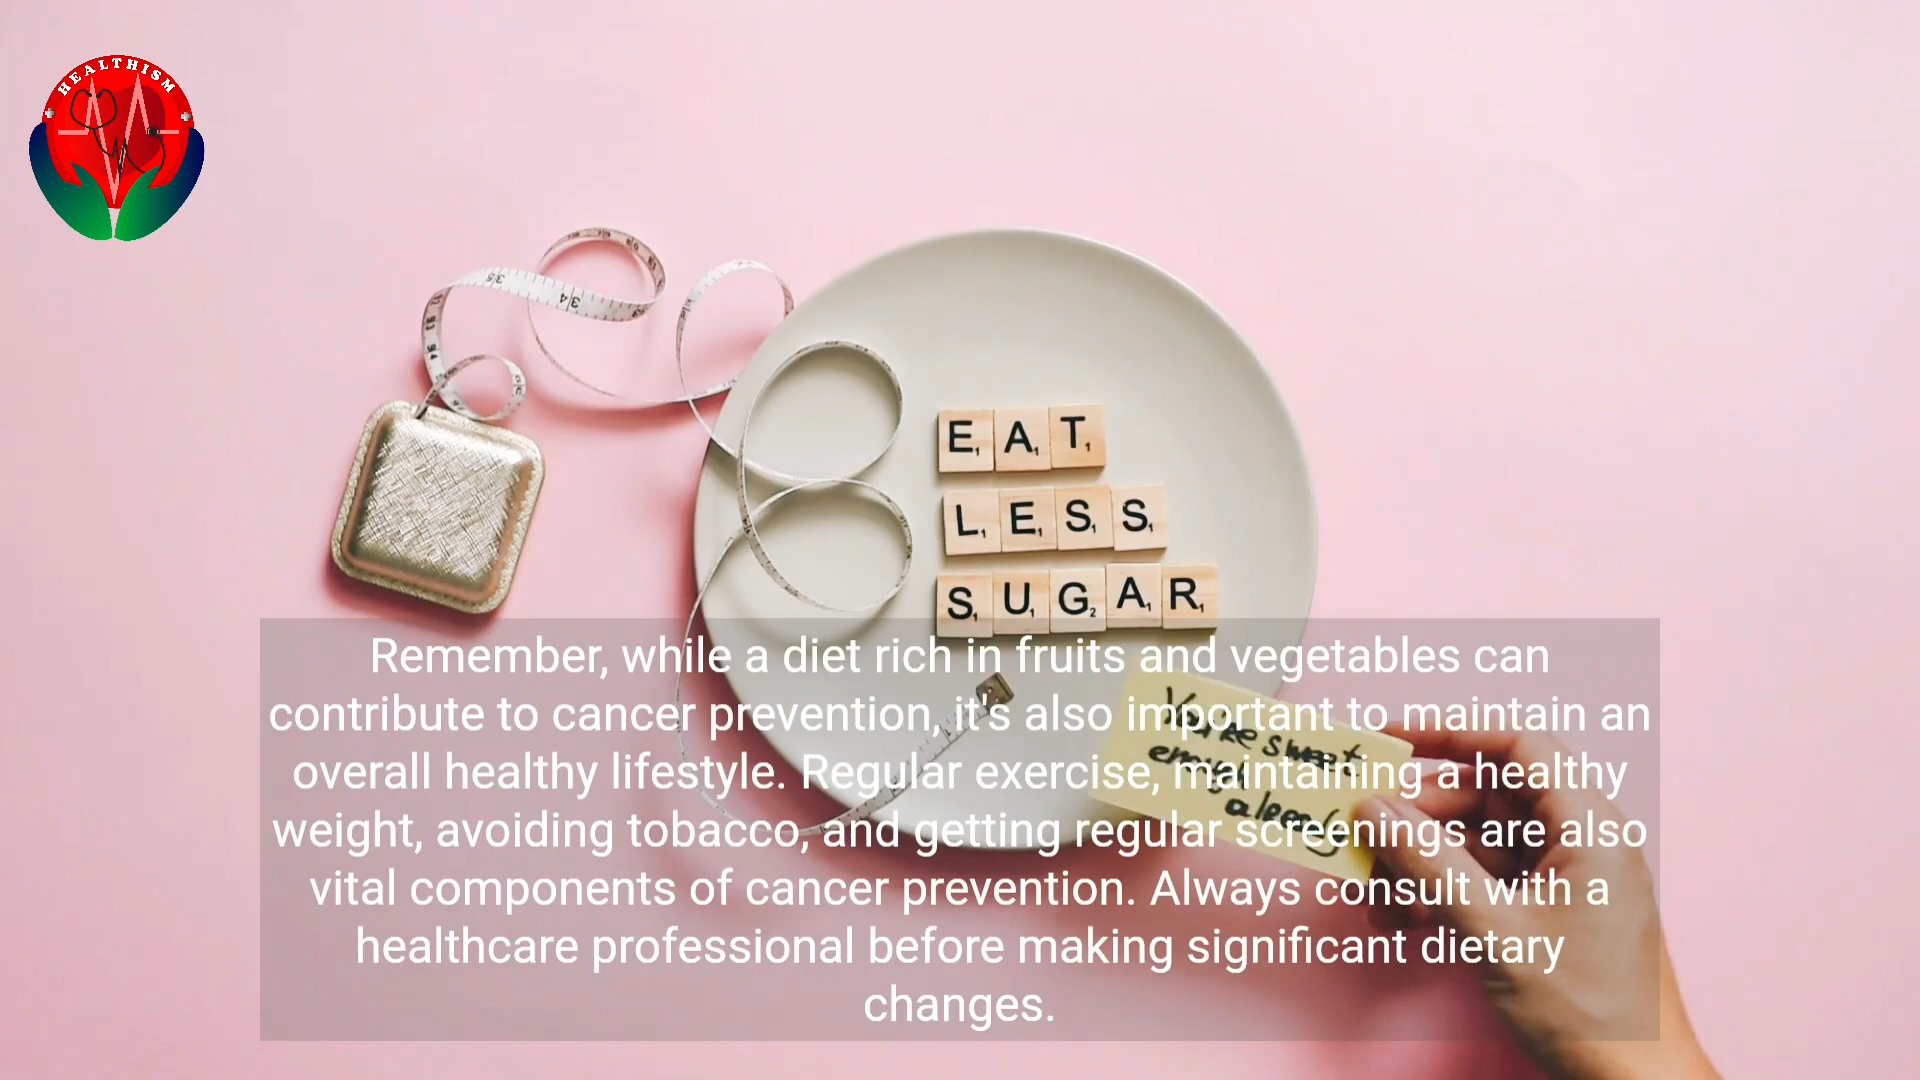 HEALTHISM
EAT
LESS
SUGAR
Remember, while a diet rich in fruits and vegetables can
contribute to cancer prevention, it's also important to maintain an
overall healthy lifestyle. Regular exercise, maintaining a healthy
weight, avoiding tobacco, and getting regular screenings are also
vital components of cancer prevention. Always consult with a
healthcare professional before making significant dietary
changes.